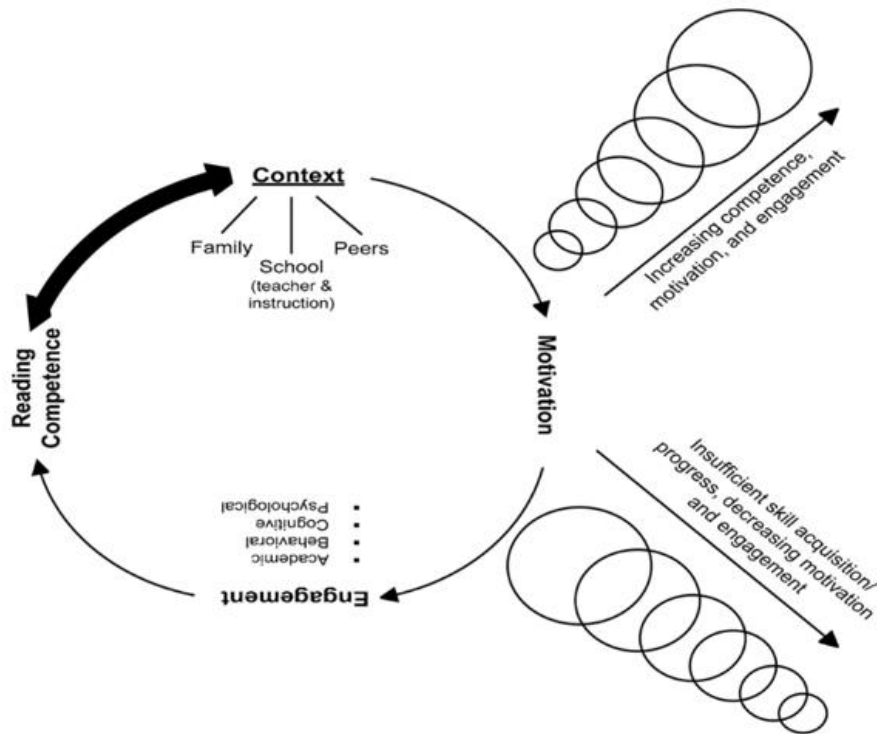 Context
Family
School
(teacher &
instruction)
Peers
Motivation
Engagement
▪ Academic
▪ Behavioral
▪ Cognitive
▪ Psychological
Reading
Competence
Increasing competence,
motivation, and engagement
Insufficient skill acquisition/
progress, decreasing motivation
and engagement